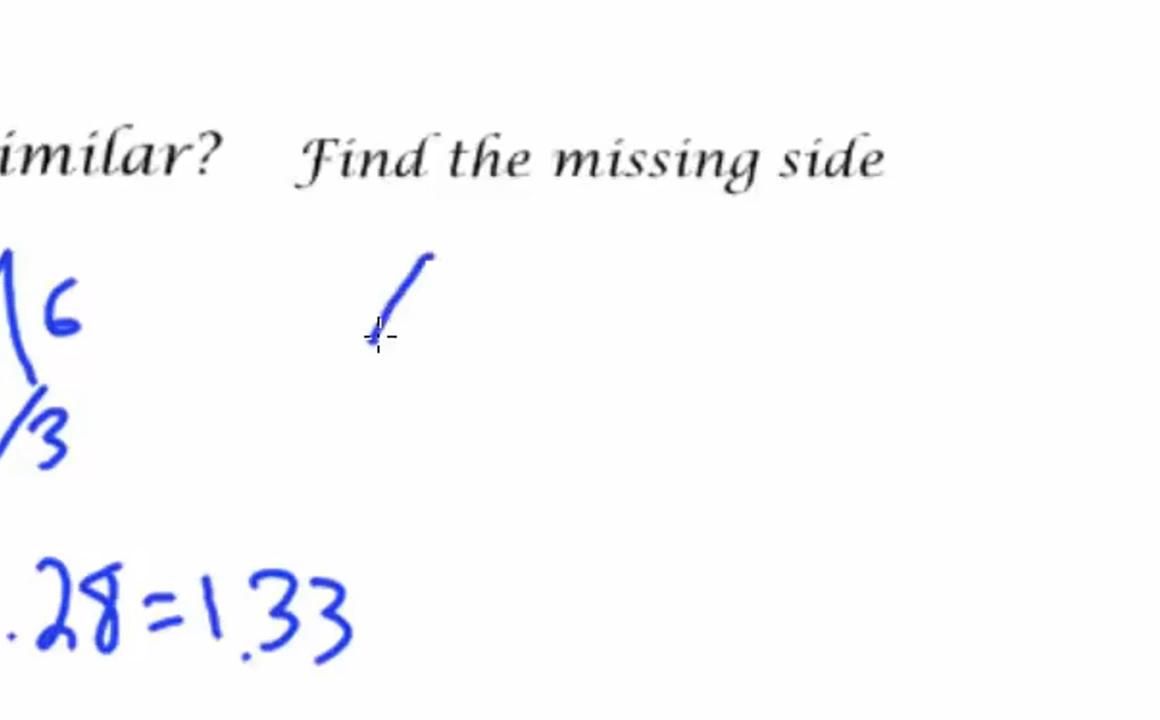 imilar? Find the missing side
6
3
.28=1.33